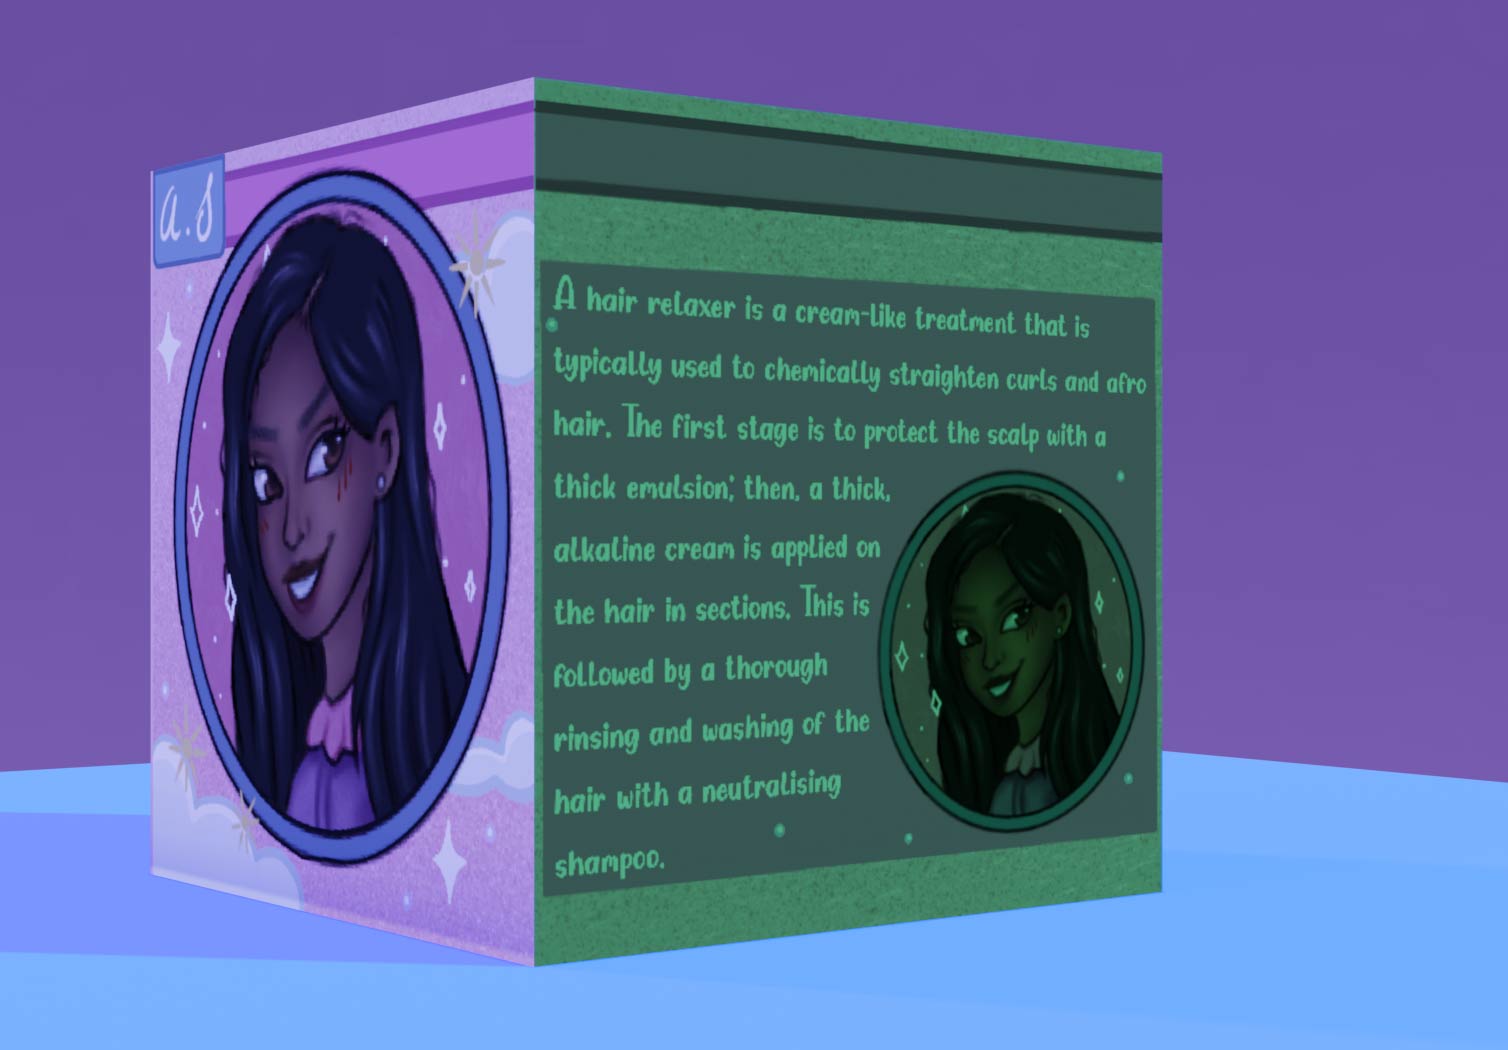 a.s
A hair relaxer is a cream-like treatment that is
typically used to chemically straighten curls and afro
hair. The first stage is to protect the scalp with a
thick emulsion; then, a thick,
alkaline cream is applied on
the hair in sections. This is
followed by a thorough
rinsing and washing of the
hair with a neutralising
shampoo.